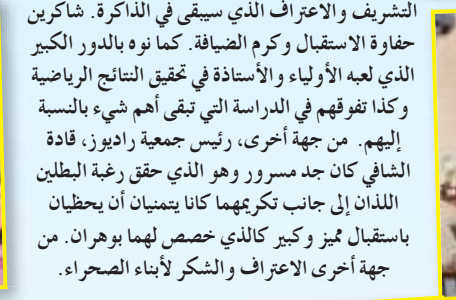 التشريف والاعتراف الذي سيبقى في الذاكرة. شاكرين
حفاوة الاستقبال وكرم الضيافة. كما نوه بالدور الكبير
الذي لعبه الأولياء والأستاذة في تحقيق النتائج الرياضية
وكذا تفوقهم في الدراسة التي تبقى أهم شيء بالنسبة
إليهم. من جهة أخرى، رئيس جمعية راديوز، قادة
الشافي كان جد مسرور وهو الذي حقق رغبة البطلين
اللذان إلى جانب تكريمهما كانا يتمنيان أن يحظيان
باستقبال مميز وكبير كالذي خصص لهما بوهران. من
جهة أخرى الاعتراف والشكر لأبناء الصحراء.